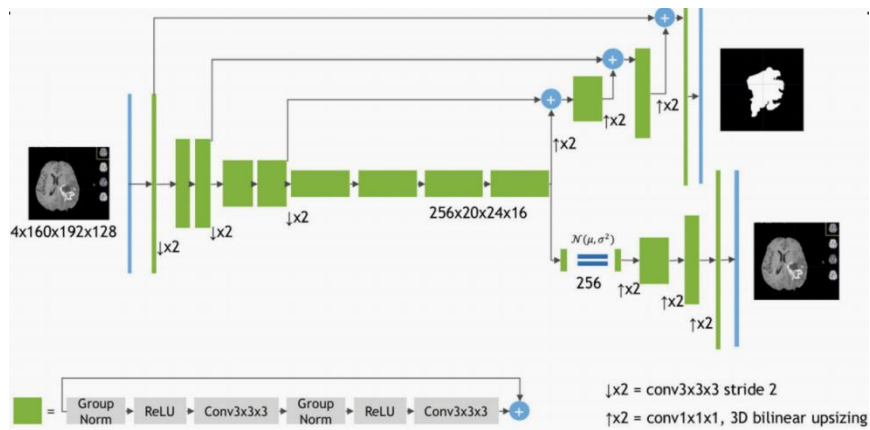 ↑x2
↑x2
↑x2
4x160x192x128
↓x2
↓x2
↓x2
256x20x24x16
𝒩(μ, σ²)
256
↑x2
↑x2
↑x2
= Group Norm ReLU Conv3x3x3 Group Norm ReLU Conv3x3x3
↓x2 = conv3x3x3 stride 2
↑x2 = conv1x1x1, 3D bilinear upsizing